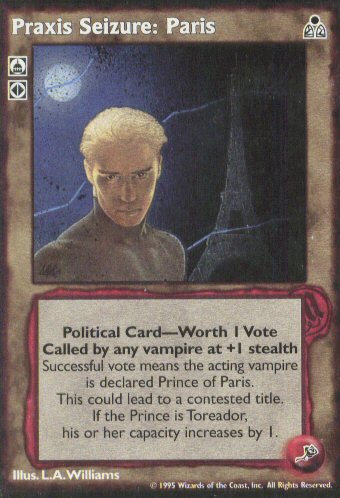 Praxis Seizure: Paris
Political Card—Worth 1 Vote
Called by any vampire at +1 stealth
Successful vote means the acting vampire
is declared Prince of Paris.
This could lead to a contested title.
If the Prince is Toreador,
his or her capacity increases by 1.
Illus. L.A. Williams
© 1995 Wizards of the Coast, Inc. All Rights Reserved.